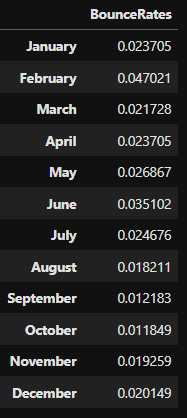 BounceRates
January 0.023705
February 0.047021
March 0.021728
April 0.023705
May 0.026867
June 0.035102
July 0.024676
August 0.018211
September 0.012183
October 0.011849
November 0.019259
December 0.020149